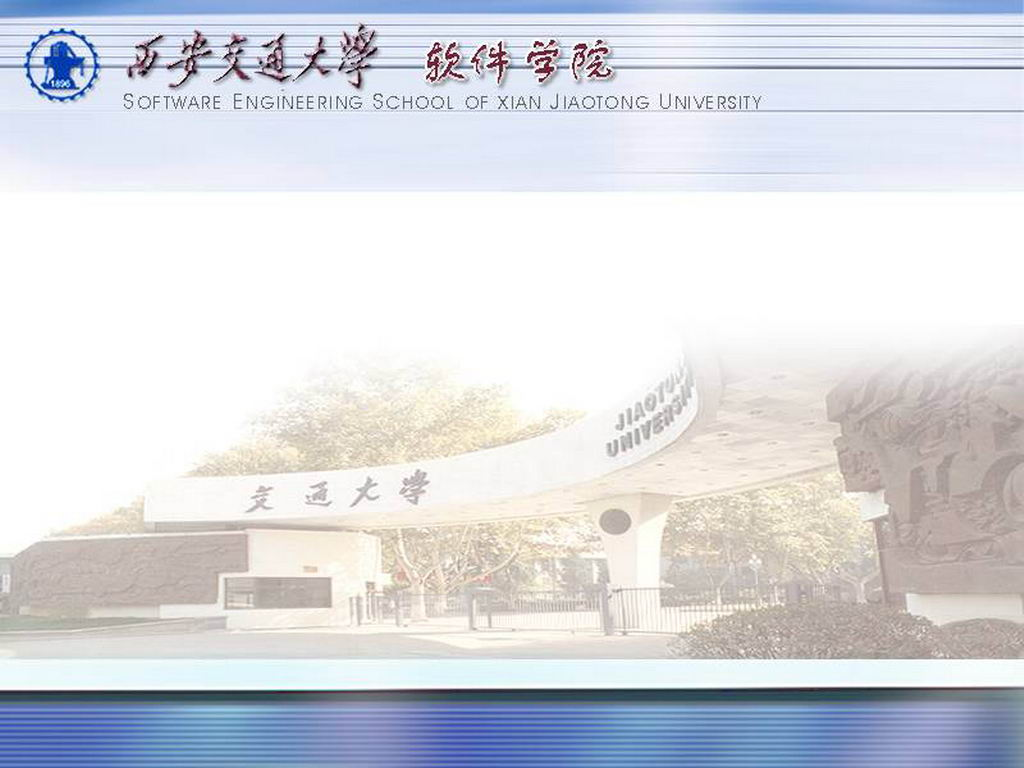 西安交通大學 软件学院
SOFTWARE ENGINEERING SCHOOL OF XIAN JIAOTONG UNIVERSITY
1896
JIAOTONG
UNIVERSITY
交通大學